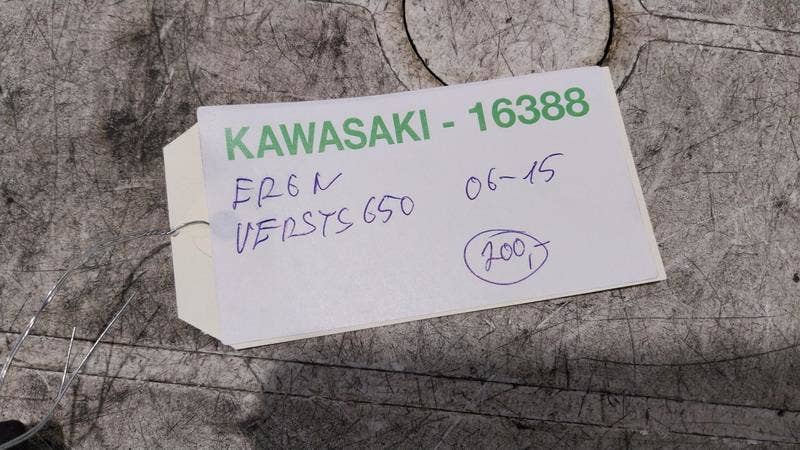 KAWASAKI - 16388
ER6N 06-15
VERSYS 650
200,-